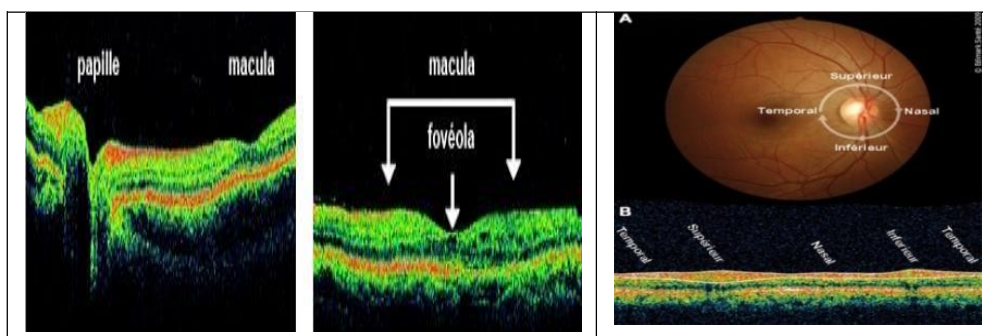 papille
macula
macula
fovéola
A
Supérieur
Temporal
Nasal
Inférieur
B
Temporal
Supérieur
Nasal
Inférieur
Temporal